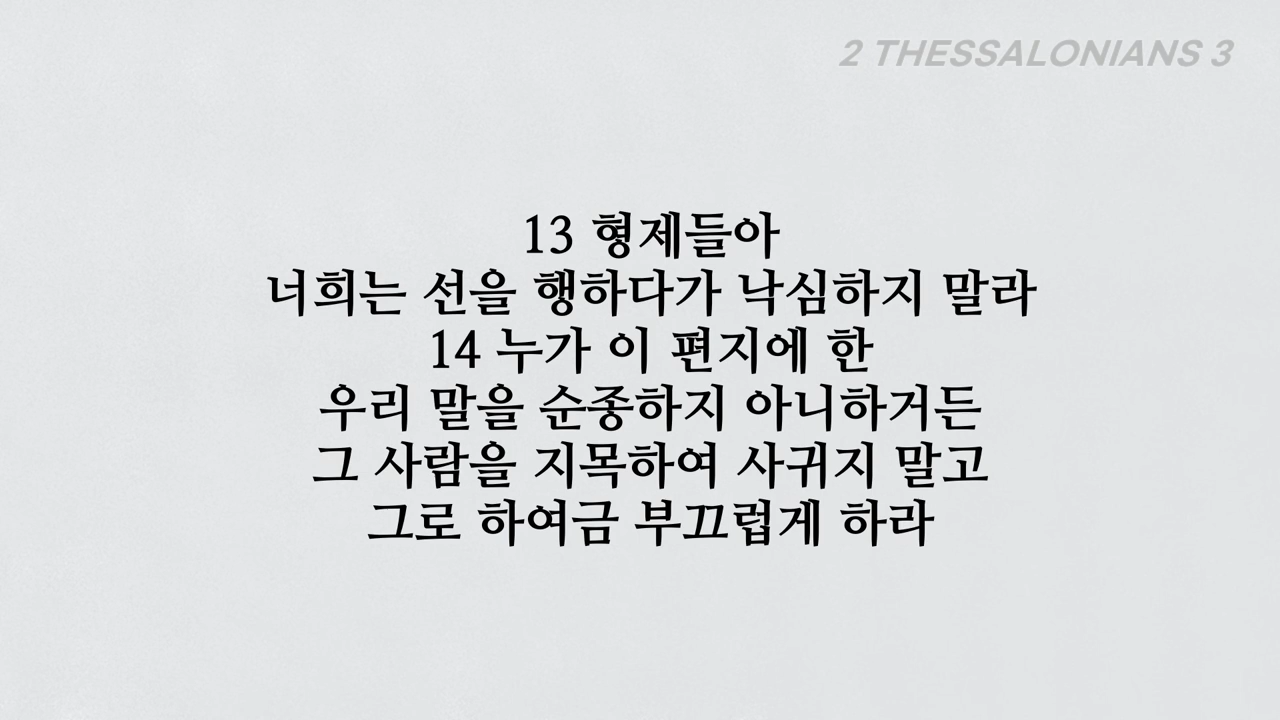 2 THESSALONIANS 3
13 형제들아
너희는 선을 행하다가 낙심하지 말라
14 누가 이 편지에 한
우리 말을 순종하지 아니하거든
그 사람을 지목하여 사귀지 말고
그로 하여금 부끄럽게 하라